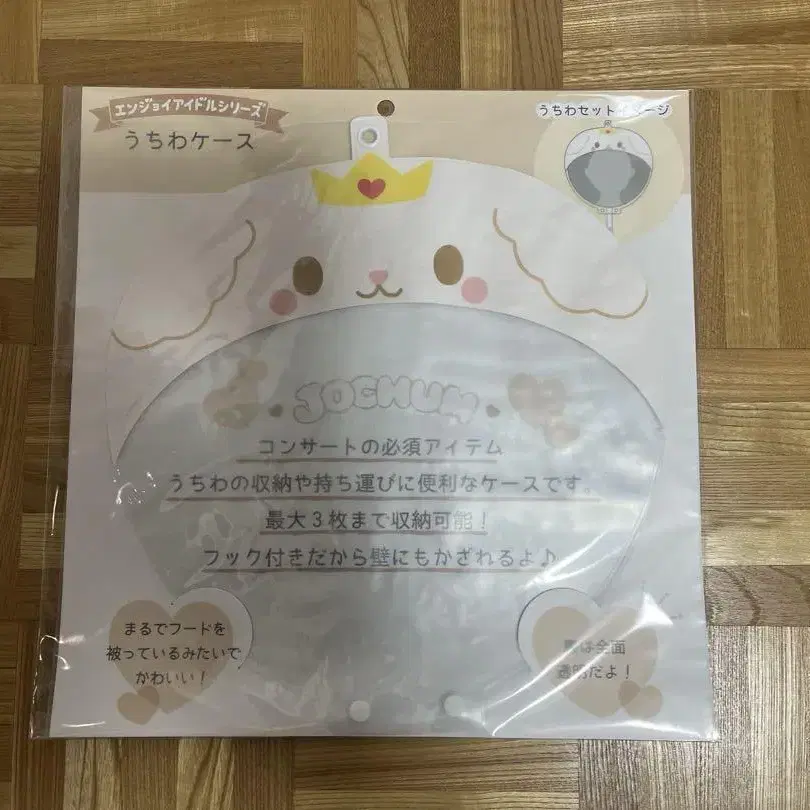 エンジョイアイドルシリーズ
うちわケース
うちわセットイメージ
JOCHUM
コンサートの必須アイテム
うちわの収納や持ち運びに便利なケースです。
最大3枚まで収納可能！
フック付きだから壁にもかざれるよ♪
まるでフードを
被っているみたいで
かわいい！
裏は全面
透明だよ！